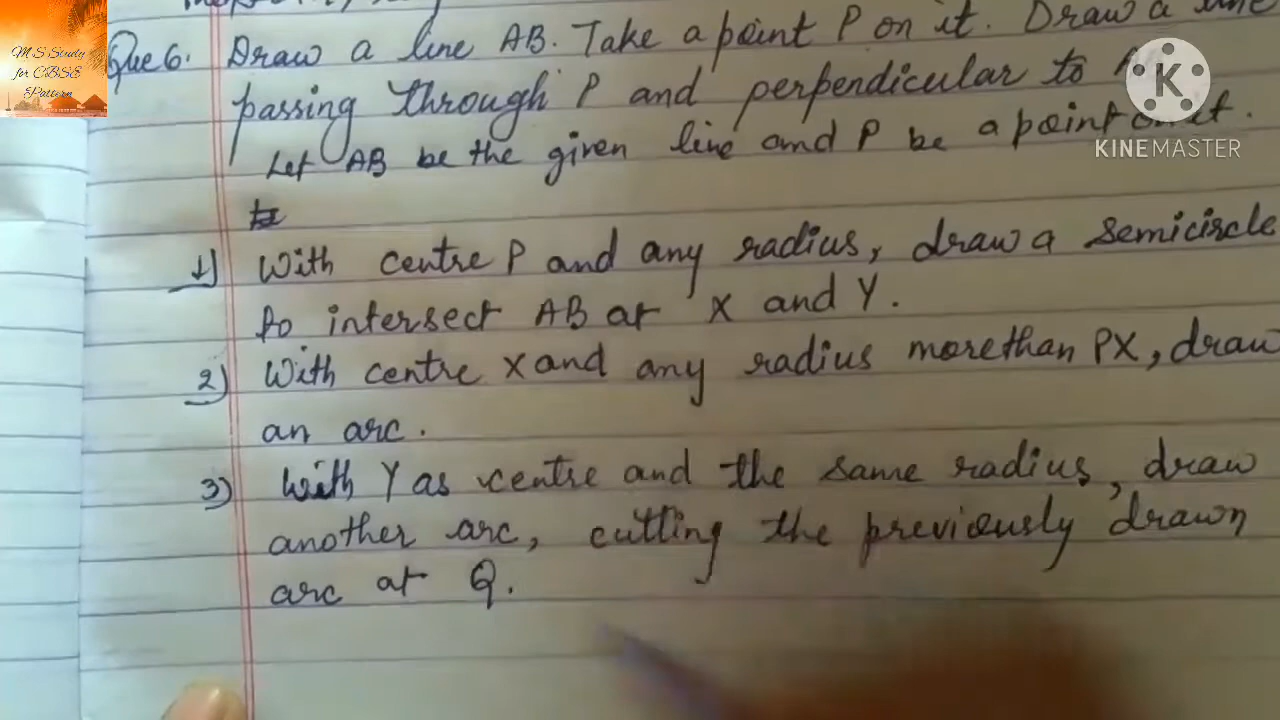 M.S Study
for CBSE
Pattern
Que 6. Draw a line AB. Take a point P on it. Draw a line
passing through P and perpendicular to
Let AB be the given line and P be a point on it.
KINEMASTER
K
1) With centre P and any radius, draw a semicircle
to intersect AB at X and Y.
2) With centre X and any radius more than PX, draw
an arc.
3) With Y as centre and the same radius, draw
another arc, cutting the previously drawn
arc at Q.